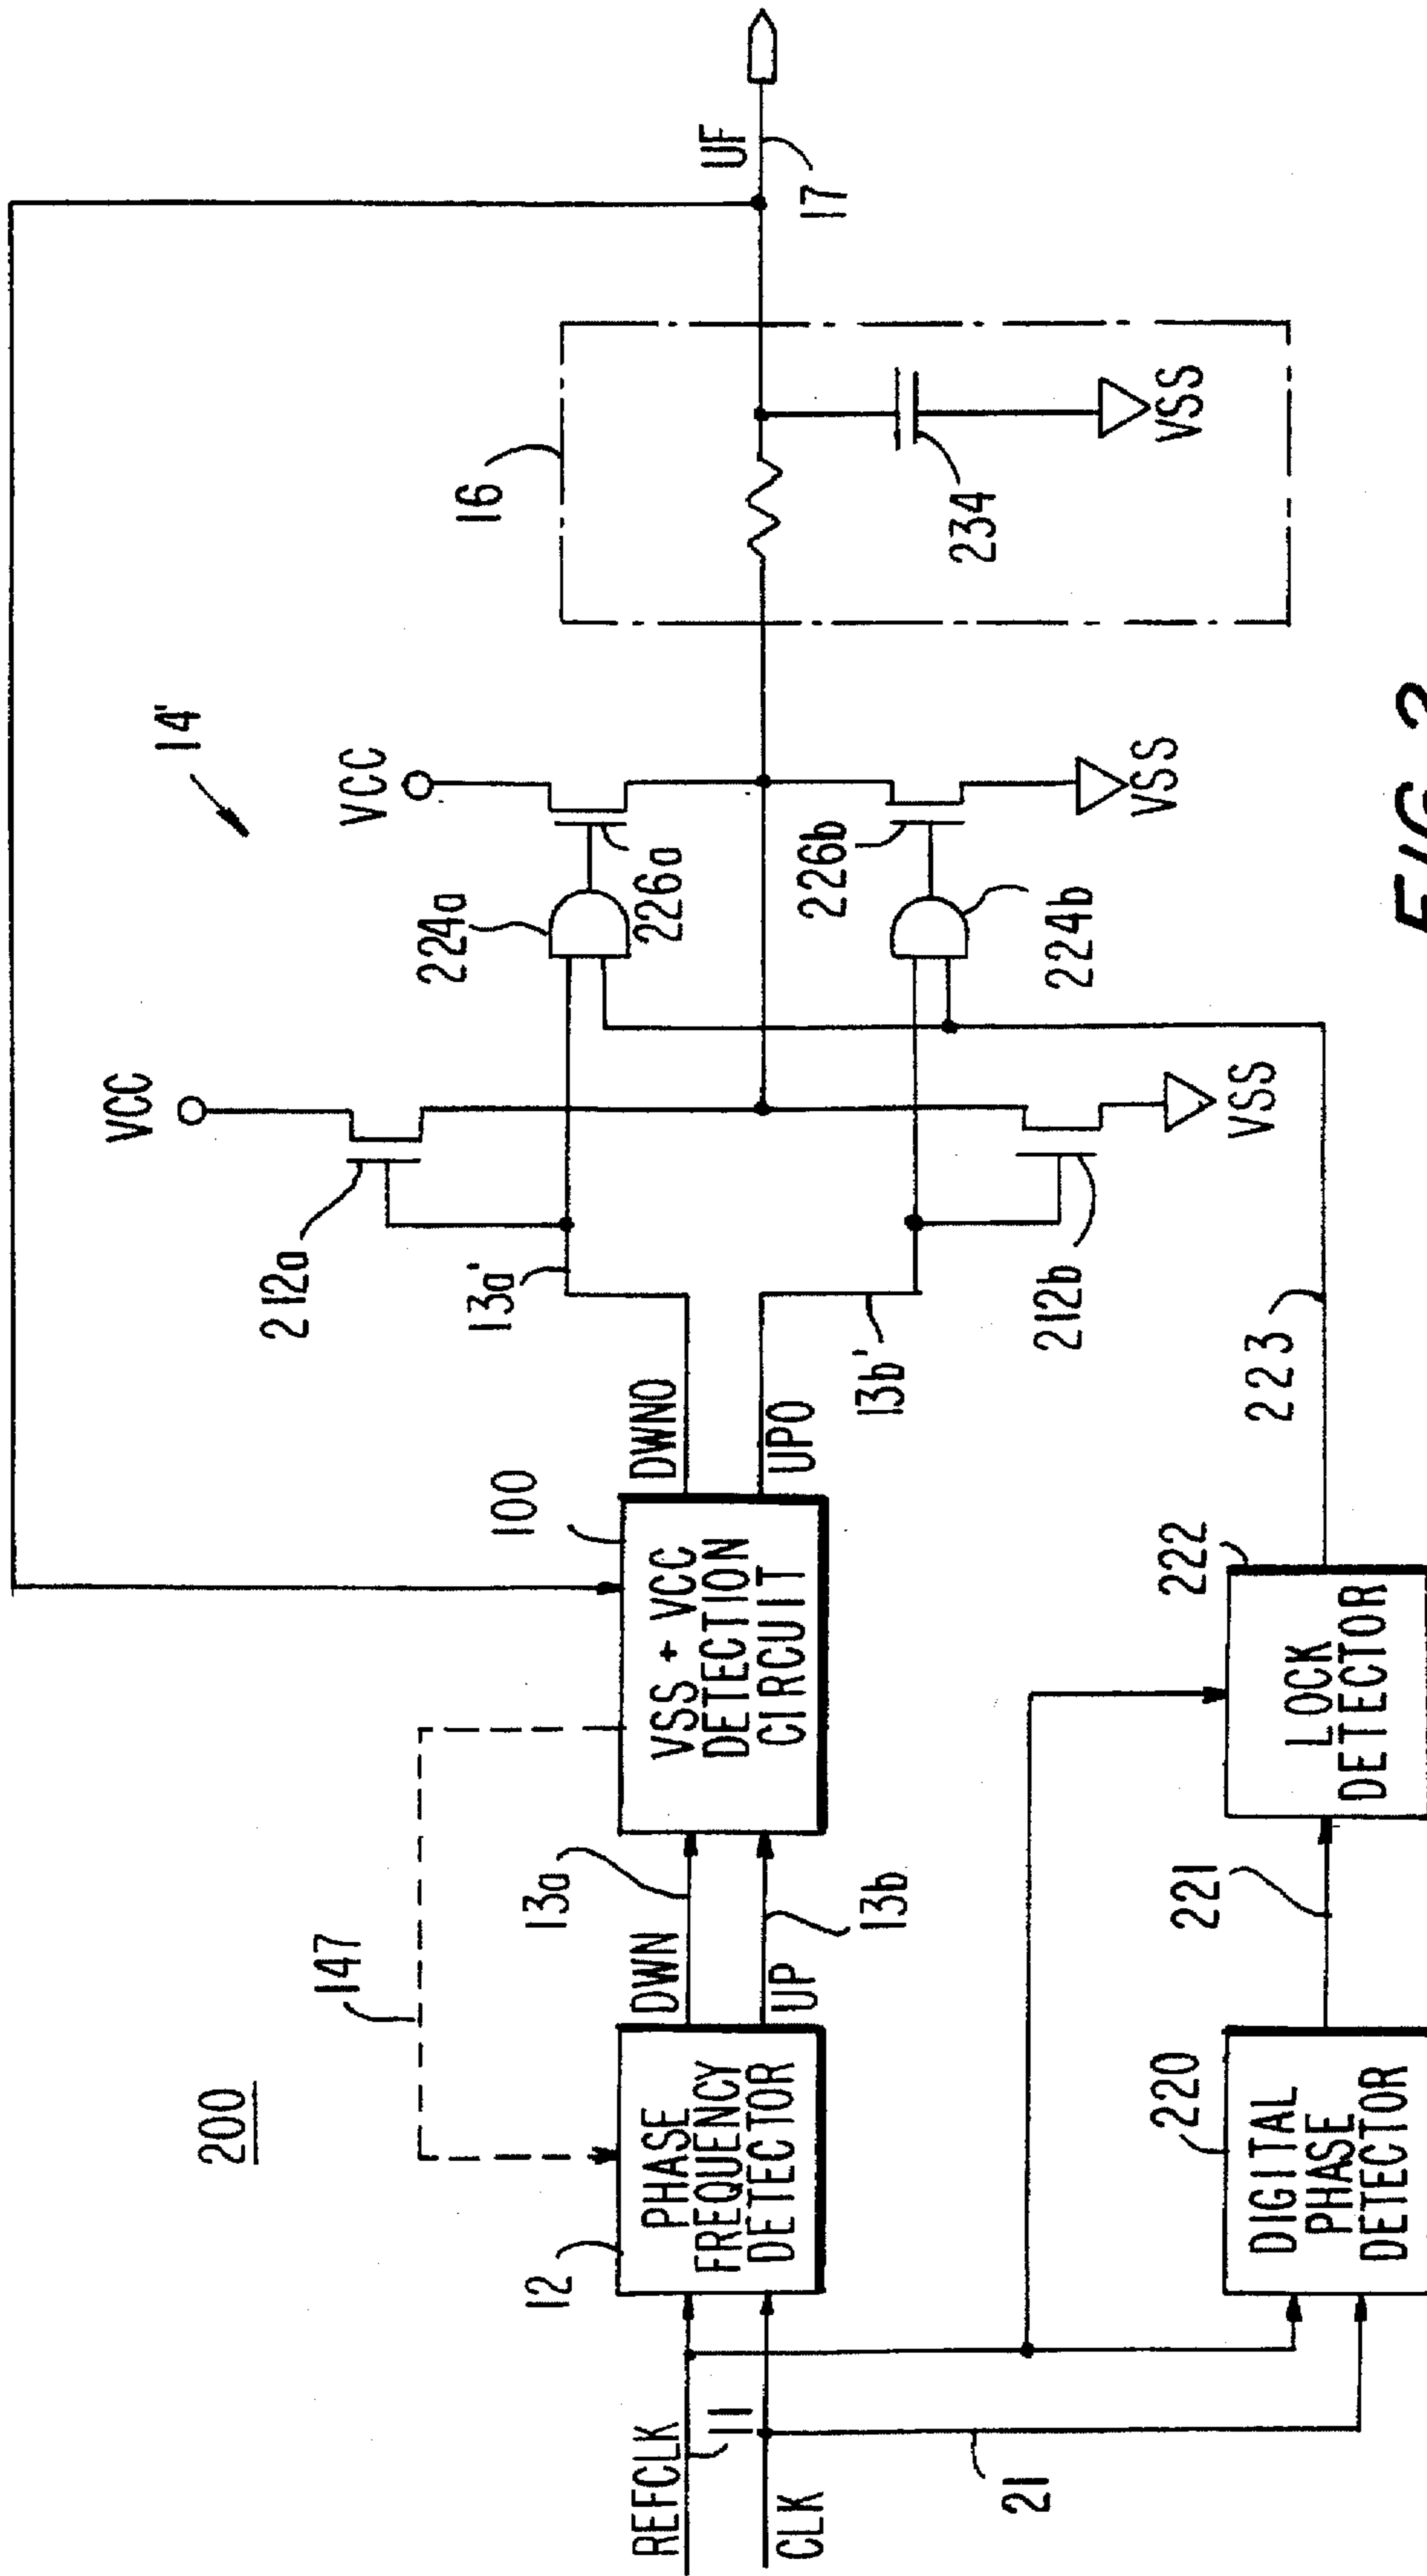 200
14'
VCC
VCC
212a
224a
226a
16
UF
17
147
100
13a'
DWN
13a
DWNO
12
PHASE
FREQUENCY
DETECTOR
VSS + VCC
DETECTION
CIRCUIT
REFCLK
11
CLK
UP
13b
UPO
13b'
226b
224b
234
VSS
VSS
VSS
212b
21
220
DIGITAL
PHASE
DETECTOR
221
222
LOCK
DETECTOR
223